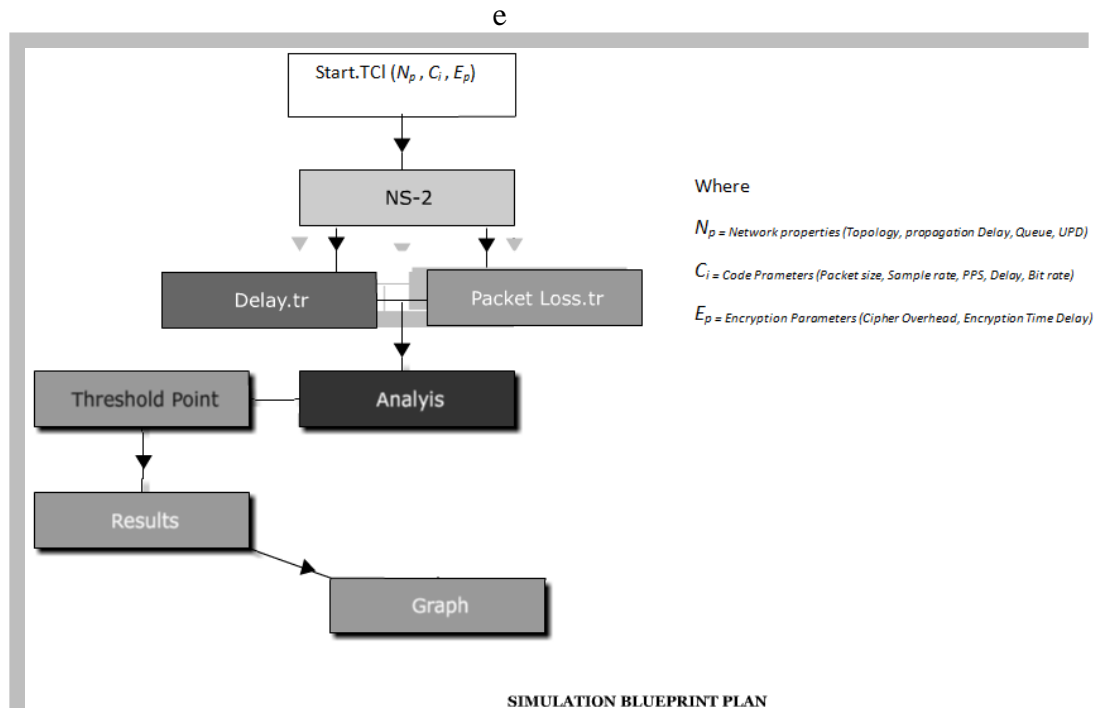 e
Start.TCl (Np , Ci , Ep)
NS-2
Where
Np = Network properties (Topology, propagation Delay, Queue, UPD)
Ci = Code Prameters (Packet size, Sample rate, PPS, Delay, Bit rate)
Ep = Encryption Parameters (Cipher Overhead, Encryption Time Delay)
Delay.tr
Packet Loss.tr
Threshold Point
Analyis
Results
Graph
SIMULATION BLUEPRINT PLAN